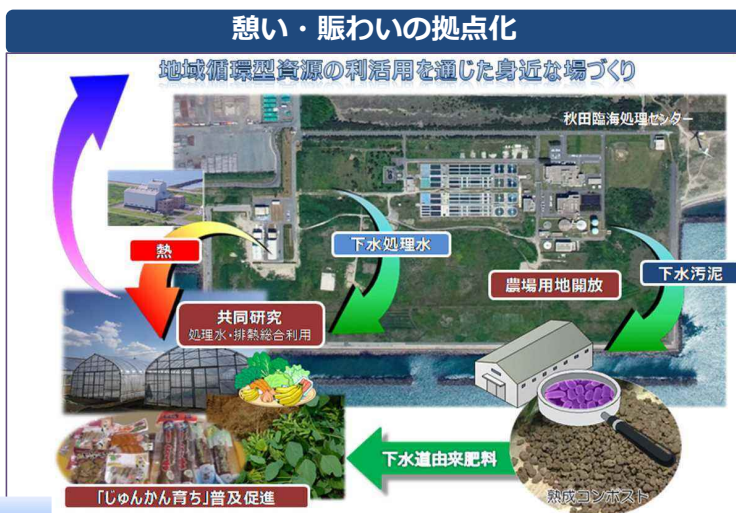 憩い・賑わいの拠点化
地域循環型資源の利活用を通じた身近な場づくり
秋田臨海処理センター
熱
下水処理水
下水汚泥
農場用地開放
共同研究
処理水・排熱総合利用
下水道由来肥料
熟成コンポスト
「じゅんかん育ち」普及促進